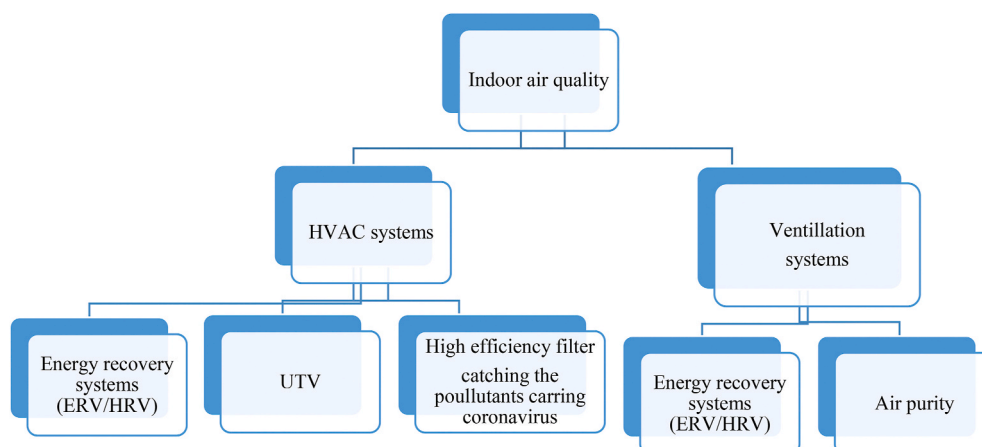 Indoor air quality
HVAC systems
Ventillation
systems
Energy recovery
systems
(ERV/HRV)
UTV
High efficiency filter
catching the
poullutants carring
coronavirus
Energy recovery
systems (ERV/HRV)
Air purity